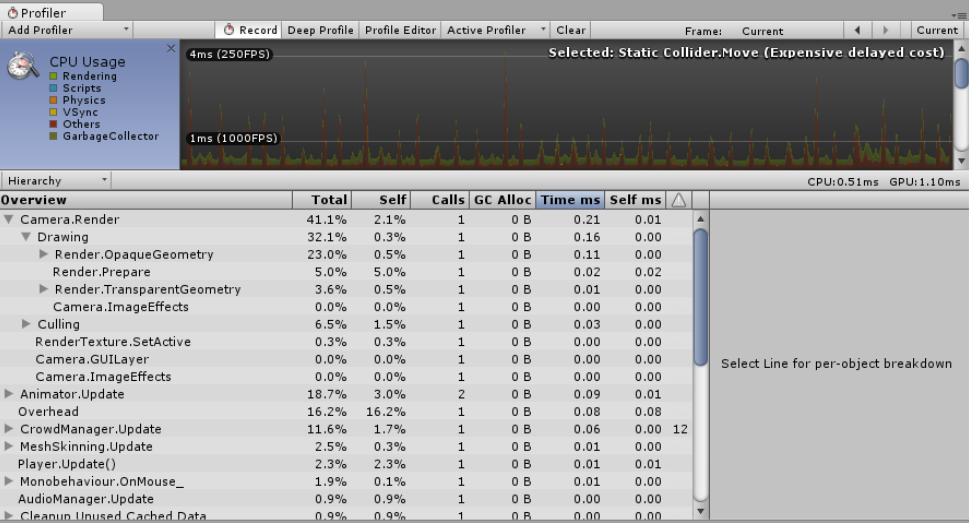 Profiler
Add Profiler Record Deep Profile Profile Editor Active Profiler Clear Frame: Current Current
CPU Usage
Rendering
Scripts
Physics
VSync
Others
GarbageCollector
4ms (250FPS)
Selected: Static Collider.Move (Expensive delayed cost)
1ms (1000FPS)
Hierarchy CPU:0.51ms GPU:1.10ms
Overview Total Self Calls GC Alloc Time ms Self ms
Camera.Render 41.1% 2.1% 1 0 B 0.21 0.01
Drawing 32.1% 0.3% 1 0 B 0.16 0.00
Render.OpaqueGeometry 23.0% 0.5% 1 0 B 0.11 0.00
Render.Prepare 5.0% 5.0% 1 0 B 0.02 0.02
Render.TransparentGeometry 3.6% 0.5% 1 0 B 0.01 0.00
Camera.ImageEffects 0.0% 0.0% 1 0 B 0.00 0.00
Culling 6.5% 1.5% 1 0 B 0.03 0.00
RenderTexture.SetActive 0.3% 0.3% 1 0 B 0.00 0.00
Camera.GUILayer 0.0% 0.0% 1 0 B 0.00 0.00
Camera.ImageEffects 0.0% 0.0% 1 0 B 0.00 0.00
Animator.Update 18.7% 3.0% 2 0 B 0.09 0.01
Overhead 16.2% 16.2% 1 0 B 0.08 0.08
CrowdManager.Update 11.6% 1.7% 1 0 B 0.06 0.00 12
MeshSkinning.Update 2.5% 0.3% 1 0 B 0.01 0.00
Player.Update() 2.3% 2.3% 1 0 B 0.01 0.01
Monobehaviour.OnMouse_ 1.9% 0.1% 1 0 B 0.01 0.00
AudioManager.Update 0.9% 0.9% 1 0 B 0.00 0.00
Cleanup Unused Cached Data 0.9% 0.9% 1 0 B 0.00 0.00
Select Line for per-object breakdown